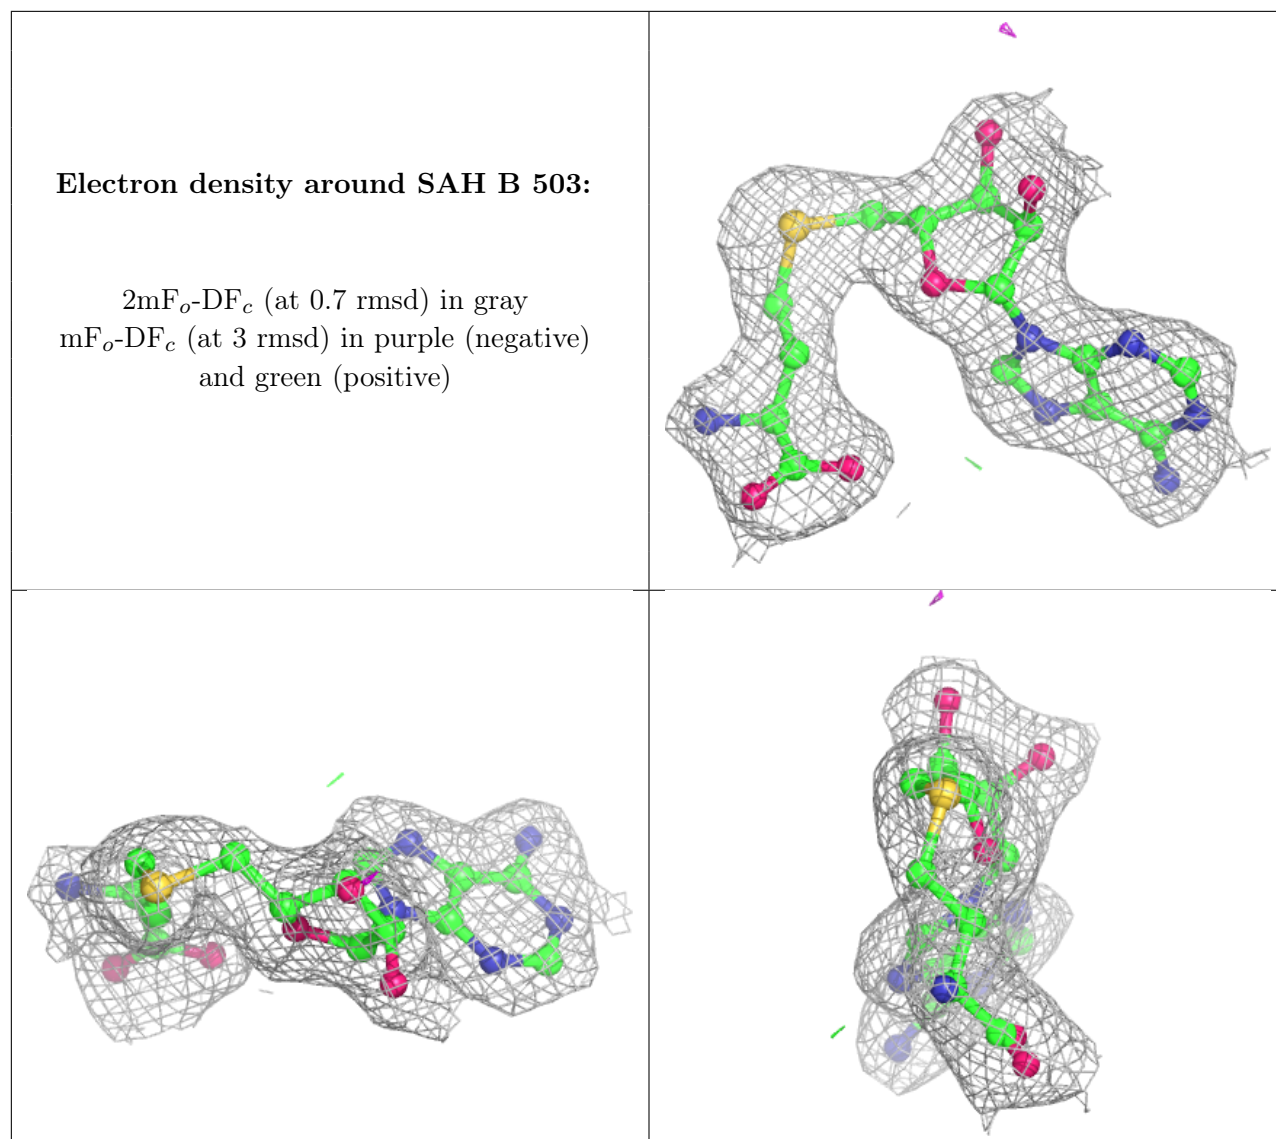 Electron density around SAH B 503:
2mFo-DFc (at 0.7 rmsd) in gray
mFo-DFc (at 3 rmsd) in purple (negative)
and green (positive)